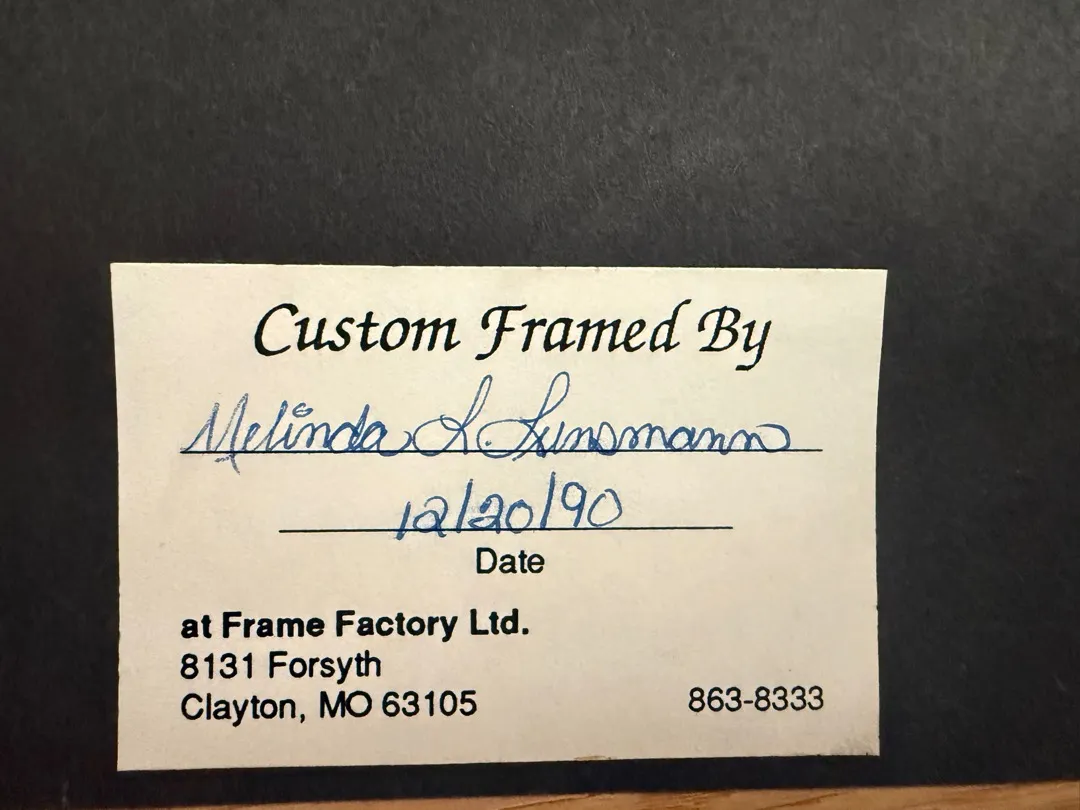 Custom Framed By
Melinda L. Lunsmann
12/20/90
Date
at Frame Factory Ltd.
8131 Forsyth
Clayton, MO 63105 863-8333